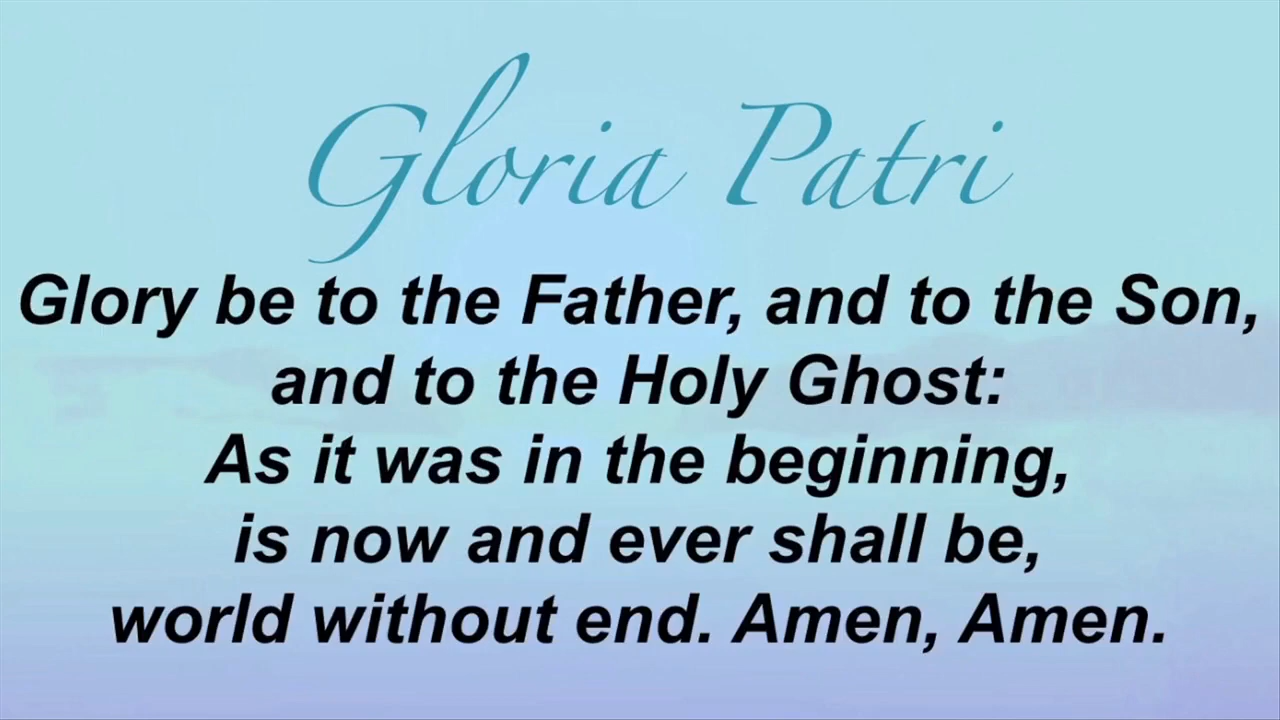 Gloria Patri
Glory be to the Father, and to the Son,
and to the Holy Ghost:
As it was in the beginning,
is now and ever shall be,
world without end. Amen, Amen.